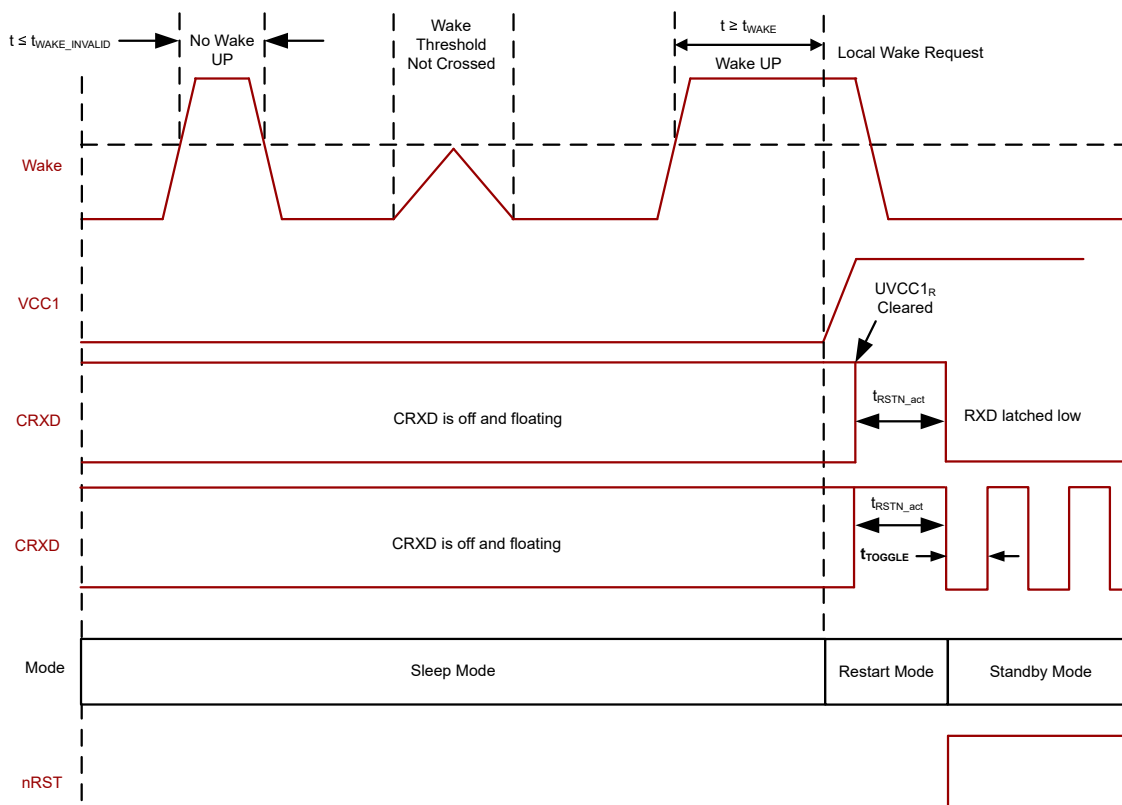 t ≤ tWAKE_INVALID
No Wake
UP
Wake
Threshold
Not Crossed
t ≥ tWAKE
Wake UP
Local Wake Request
Wake
VCC1
UVCC1R
Cleared
CRXD
CRXD is off and floating
tRSTN_act
RXD latched low
CRXD
CRXD is off and floating
tRSTN_act
tTOGGLE
Mode
Sleep Mode
Restart Mode
Standby Mode
nRST